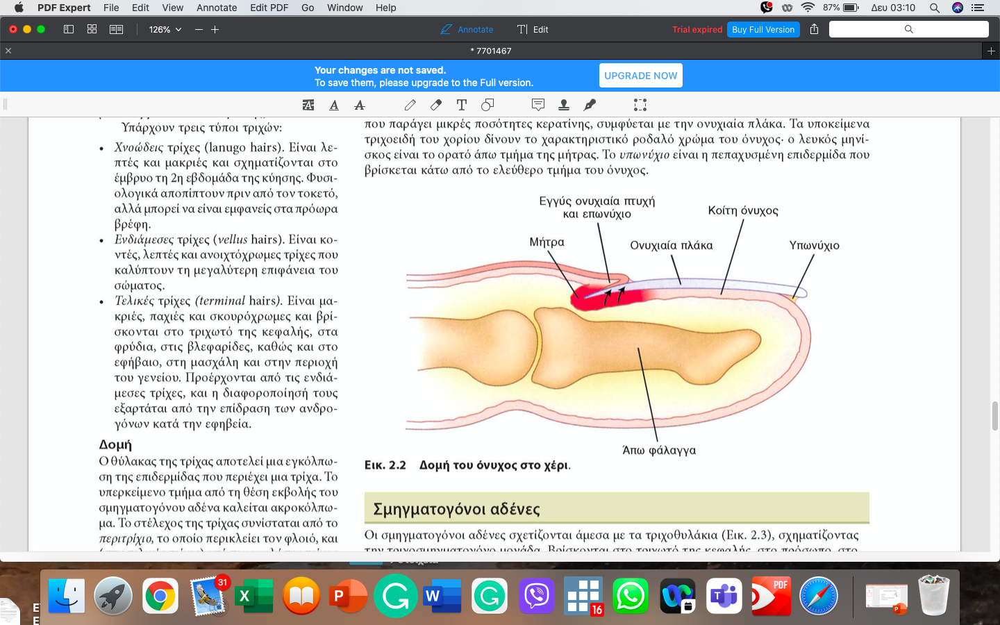 PDF Expert File Edit View Annotate Edit PDF Go Window Help
87% Δευ 03:10
126% Annotate Edit Trial expired Buy Full Version
* 7701467
Your changes are not saved.
To save them, please upgrade to the Full version.
UPGRADE NOW
Υπάρχουν τρεις τύποι τριχών:
• Χνοώδεις τρίχες (lanugo hairs). Είναι λε-
πτές και μακριές και σχηματίζονται στο
έμβρυο τη 2η εβδομάδα της κύησης. Φυσι-
ολογικά αποπίπτουν πριν από τον τοκετό,
αλλά μπορεί να είναι εμφανείς στα πρόωρα
βρέφη.
• Ενδιάμεσες τρίχες (vellus hairs). Είναι κο-
ντές, λεπτές και ανοιχτόχρωμες τρίχες που
καλύπτουν τη μεγαλύτερη επιφάνεια του
σώματος.
• Τελικές τρίχες (terminal hairs). Είναι μα-
κριές, παχιές και σκουρόχρωμες και βρί-
σκονται στο τριχωτό της κεφαλής, στα
φρύδια, στις βλεφαρίδες, καθώς και στο
εφήβαιο, στη μασχάλη και στην περιοχή
του γενείου. Προέρχονται από τις ενδιά-
μεσες τρίχες, και η διαφοροποίησή τους
εξαρτάται από την επίδραση των ανδρο-
γόνων κατά την εφηβεία.
Δομή
Ο θύλακας της τρίχας αποτελεί μια εγκόλπω-
ση της επιδερμίδας που περιέχει μια τρίχα. Το
υπερκείμενο τμήμα από τη θέση εκβολής του
σμηγματογόνου αδένα καλείται ακροκόλπω-
μα. Το στέλεχος της τρίχας συνίσταται από το
περιτρίχιο, το οποίο περικλείει τον φλοιό, και
που παράγει μικρές ποσότητες κερατίνης, συμφύεται με την ονυχιαία πλάκα. Τα υποκείμενα
τριχοειδή του χορίου δίνουν το χαρακτηριστικό ροδαλό χρώμα του όνυχος· ο λευκός μηνί-
σκος είναι το ορατό άπω τμήμα της μήτρας. Το υπωνύχιο είναι η πεπαχυσμένη επιδερμίδα που
βρίσκεται κάτω από το ελεύθερο τμήμα του όνυχος.
Εγγύς ονυχιαία πτυχή
και επωνύχιο
Κοίτη όνυχος
Μήτρα
Ονυχιαία πλάκα
Υπωνύχιο
Άπω φάλαγγα
Εικ. 2.2 Δομή του όνυχος στο χέρι.
Σμηγματογόνοι αδένες
Οι σμηγματογόνοι αδένες σχετίζονται άμεσα με τα τριχοθυλάκια (Εικ. 2.3), σχηματίζοντας
την τριχοσμηγματογόνο μονάδα. Βρίσκονται στο τριχωτό της κεφαλής, στο πρόσωπο, στο
31
16
PDF